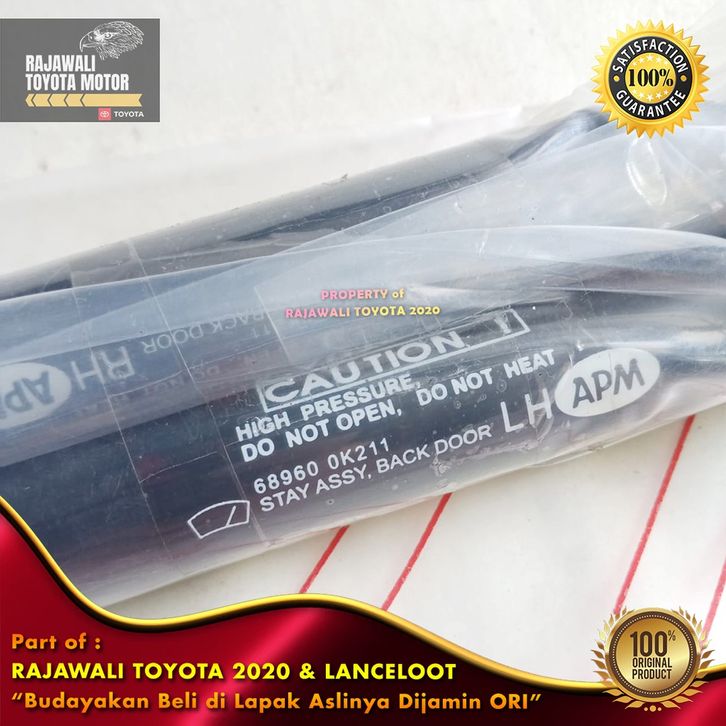 RAJAWALI
TOYOTA MOTOR
TOYOTA
SATISFACTION
100%
GUARANTEE
PROPERTY of
RAJAWALI TOYOTA 2020
BACK DOOR RH APM
CAUTION !
HIGH PRESSURE,
DO NOT OPEN, DO NOT HEAT
68960 0K211
STAY ASSY, BACK DOOR LH APM
Part of :
RAJAWALI TOYOTA 2020 & LANCELOOT
"Budayakan Beli di Lapak Aslinya Dijamin ORI"
100%
ORIGINAL
PRODUCT